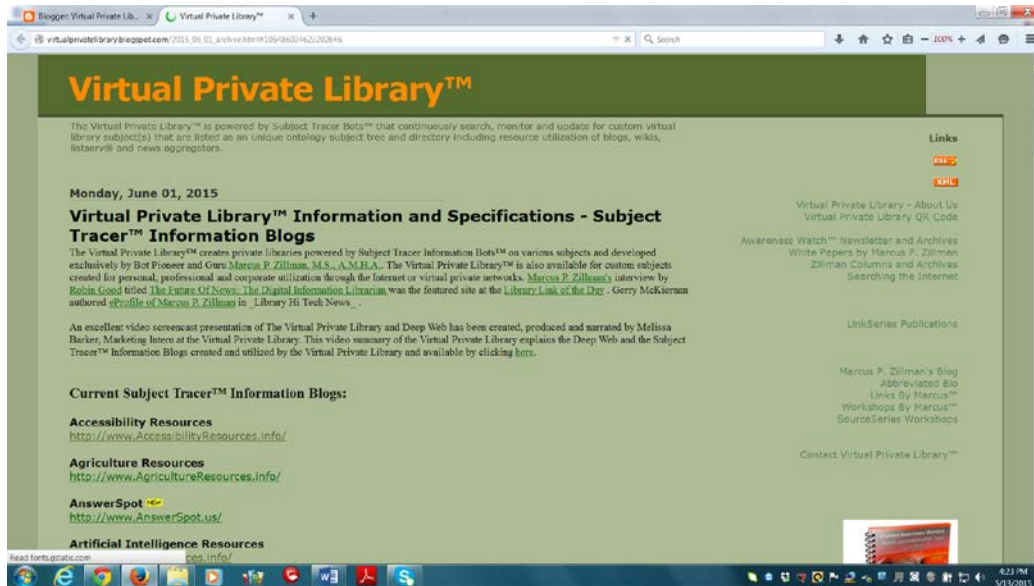 Blogger: Virtual Private Lib...
Virtual Private Library™
virtualprivatelibrary.blogspot.com/2015_06_01_archive.html#105486034623202646
Search
100%
Virtual Private Library™
The Virtual Private Library™ is powered by Subject Tracer Bots™ that continuously search, monitor and update for custom virtual
library subject(s) that are listed as an unique ontology subject tree and directory including resource utilization of blogs, wikis,
listserv® and news aggregators.
Monday, June 01, 2015
Virtual Private Library™ Information and Specifications - Subject
Tracer™ Information Blogs
The Virtual Private Library™ creates private libraries powered by Subject Tracer Information Bots™ on various subjects and developed
exclusively by Bot Pioneer and Guru Marcus P. Zillman, M.S., A.M.H.A.. The Virtual Private Library™ is also available for custom subjects
created for personal, professional and corporate utilization through the Internet or virtual private networks. Marcus P. Zillman's interview by
Robin Good titled The Future Of News: The Digital Information Librarian was the featured site at the Library Link of the Day . Gerry McKiernan
authored eProfile of Marcus P. Zillman in _Library Hi Tech News_ .
An excellent video screencast presentation of The Virtual Private Library and Deep Web has been created, produced and narrated by Melissa
Barker, Marketing Intern at the Virtual Private Library. This video summary of the Virtual Private Library explains the Deep Web and the Subject
Tracer™ Information Blogs created and utilized by the Virtual Private Library and available by clicking here.
Current Subject Tracer™ Information Blogs:
Accessibility Resources
http://www.AccessibilityResources.info/
Agriculture Resources
http://www.AgricultureResources.info/
AnswerSpot NEW
http://www.AnswerSpot.us/
Artificial Intelligence Resources
ces.info/
Links
RSS
XML
Virtual Private Library - About Us
Virtual Private Library QR Code
Awareness Watch™ Newsletter and Archives
White Papers by Marcus P. Zillman
Zillman Columns and Archives
Searching the Internet
LinkSeries Publications
Marcus P. Zillman's Blog
Abbreviated Bio
Links By Marcus™
Workshops By Marcus™
SourceSeries Workshops
Contact Virtual Private Library™
Read fonts.gstatic.com
4:23 PM
5/13/2015